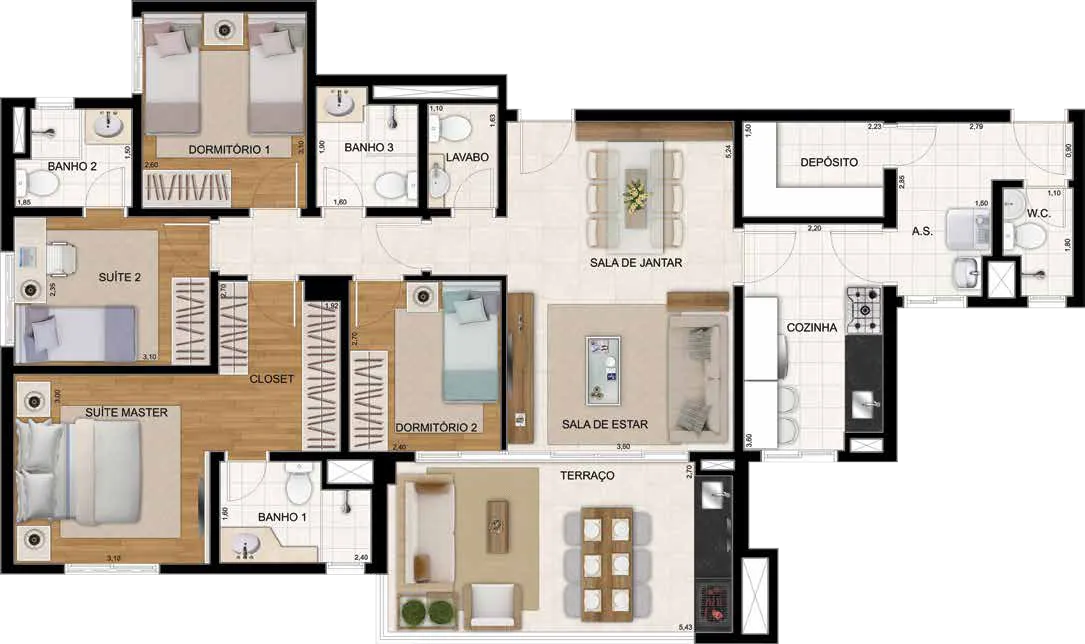 1,10
1,63
LAVABO
1,50
2,23
2,79
0,90
DORMITÓRIO 1
3,10
2,60
1,90
BANHO 3
1,60
5,24
DEPÓSITO
BANHO 2
1,50
1,85
2,85
1,50
1,10
W.C.
1,80
A.S.
2,20
SALA DE JANTAR
SUÍTE 2
2,35
3,10
2,70
1,92
CLOSET
2,70
DORMITÓRIO 2
2,40
COZINHA
3,60
SALA DE ESTAR
3,60
3,00
SUÍTE MASTER
3,10
1,60
BANHO 1
2,40
TERRAÇO
2,70
5,43